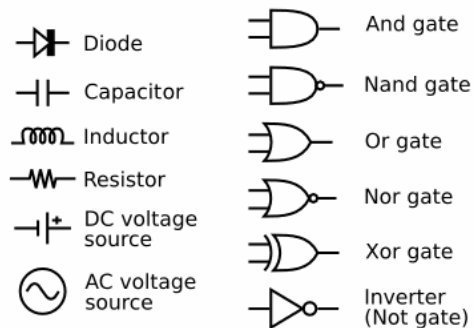 Diode
Capacitor
Inductor
Resistor
+ DC voltage
source
AC voltage
source
And gate
Nand gate
Or gate
Nor gate
Xor gate
Inverter
(Not gate)